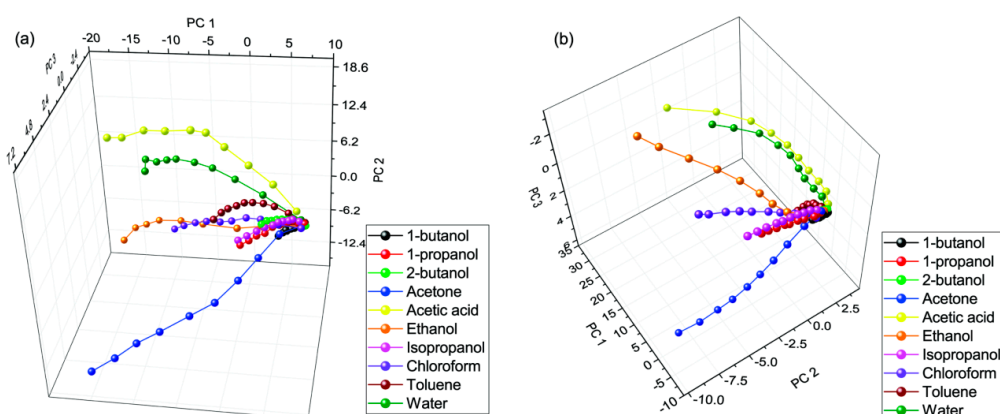 (a)
PC 1
-20 -15 -10 -5 0 5 10
PC 3
-2.4
0.0
2.4
4.8
7.2
18.6
12.4
6.2
0.0
-6.2
-12.4
PC 2
1-butanol
1-propanol
2-butanol
Acetone
Acetic acid
Ethanol
Isopropanol
Chloroform
Toluene
Water
(b)
PC3
-2
0
2
4
6
35
30
25
20
15
10
5
0
-5
-10
PC 1
-10.0
-7.5
-5.0
-2.5
0.0
2.5
PC 2
1-butanol
1-propanol
2-butanol
Acetone
Acetic acid
Ethanol
Isopropanol
Chloroform
Toluene
Water